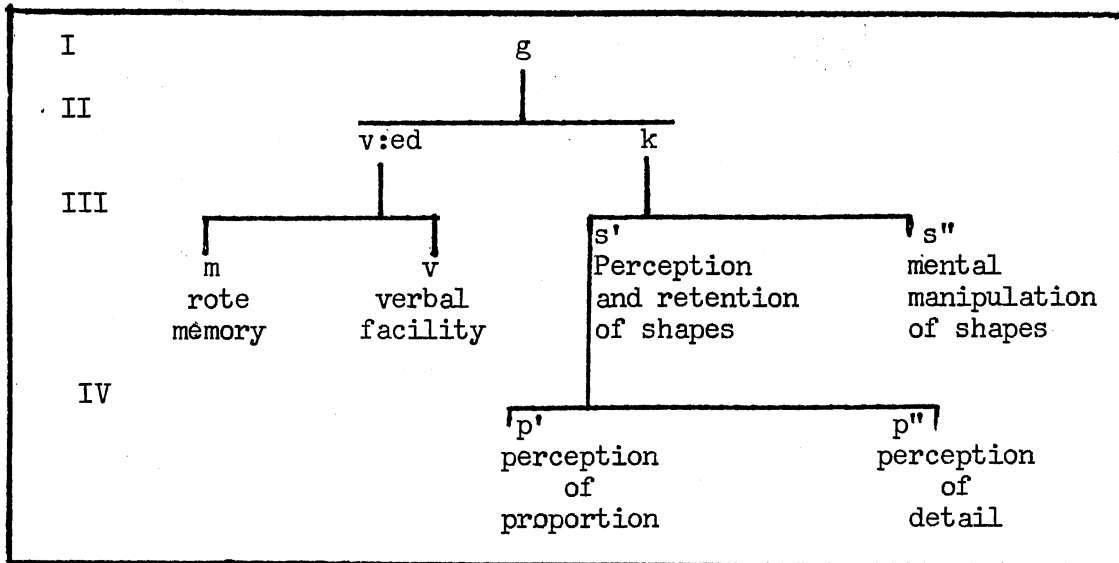 I
g
II
v:ed k
III
m v s' s"
rote verbal Perception mental
memory facility and retention manipulation
of shapes of shapes
IV
p' p"
perception perception
of of
proportion detail